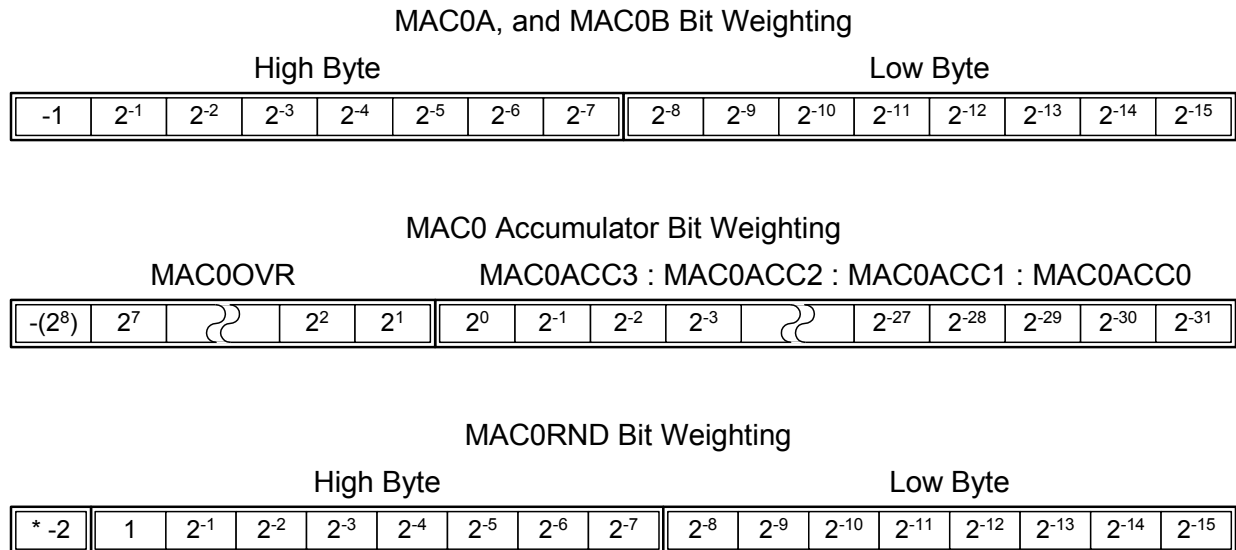 MAC0A, and MAC0B Bit Weighting
High Byte Low Byte
-1 2⁻¹ 2⁻² 2⁻³ 2⁻⁴ 2⁻⁵ 2⁻⁶ 2⁻⁷ 2⁻⁸ 2⁻⁹ 2⁻¹⁰ 2⁻¹¹ 2⁻¹² 2⁻¹³ 2⁻¹⁴ 2⁻¹⁵
MAC0 Accumulator Bit Weighting
MAC0OVR MAC0ACC3 : MAC0ACC2 : MAC0ACC1 : MAC0ACC0
-(2⁸) 2⁷ 2² 2¹ 2⁰ 2⁻¹ 2⁻² 2⁻³ 2⁻²⁷ 2⁻²⁸ 2⁻²⁹ 2⁻³⁰ 2⁻³¹
MAC0RND Bit Weighting
High Byte Low Byte
* -2 1 2⁻¹ 2⁻² 2⁻³ 2⁻⁴ 2⁻⁵ 2⁻⁶ 2⁻⁷ 2⁻⁸ 2⁻⁹ 2⁻¹⁰ 2⁻¹¹ 2⁻¹² 2⁻¹³ 2⁻¹⁴ 2⁻¹⁵